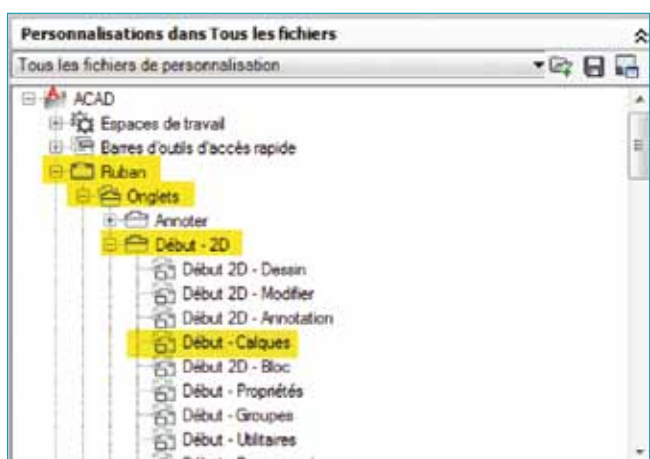 Personnalisations dans Tous les fichiers
Tous les fichiers de personnalisation
ACAD
Espaces de travail
Barres d'outils d'accès rapide
Ruban
Onglets
Annoter
Début - 2D
Début 2D - Dessin
Début 2D - Modifier
Début 2D - Annotation
Début - Calques
Début 2D - Bloc
Début - Propriétés
Début - Groupes
Début - Utilitaires